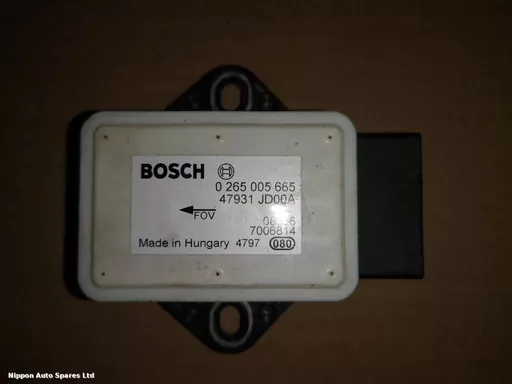 BOSCH
0 265 005 665
47931 JD00A
FOV
7006814
Made in Hungary 4797 080
Nippon Auto Spares Ltd